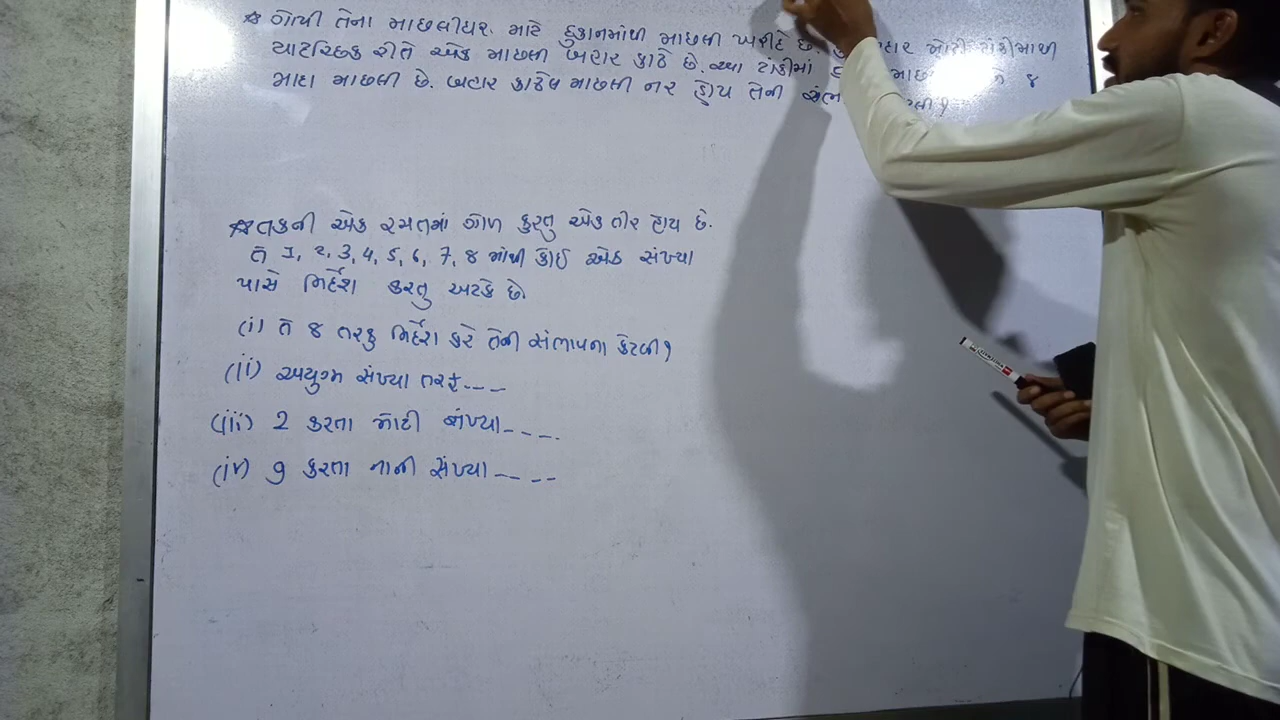 * ગોપી તેના માછલીઘર માટે દુકાનમાંથી માછલી ખરીદે છે.
યાદચ્છિક રીતે એક માછલી બહાર કાઢે છે. આ ટાંકીમાં
માદા માછલી છે. બહાર કાઢેલ માછલી નર હોય તેની
* તકની એક રમતમાં ગોળ ફરતુ એક તીર હોય છે.
તે 1, 2, 3, 4, 5, 6, 7, 8 માંથી કોઈ એક સંખ્યા
પાસે નિર્દેશ કરતુ અટકે છે.
(i) તે 8 તરફ નિર્દેશ કરે તેની સંભાવના કેટલી?
(ii) અયુગ્મ સંખ્યા તરફ---
(iii) 2 કરતા મોટી સંખ્યા----
(iv) 9 કરતા નાની સંખ્યા---